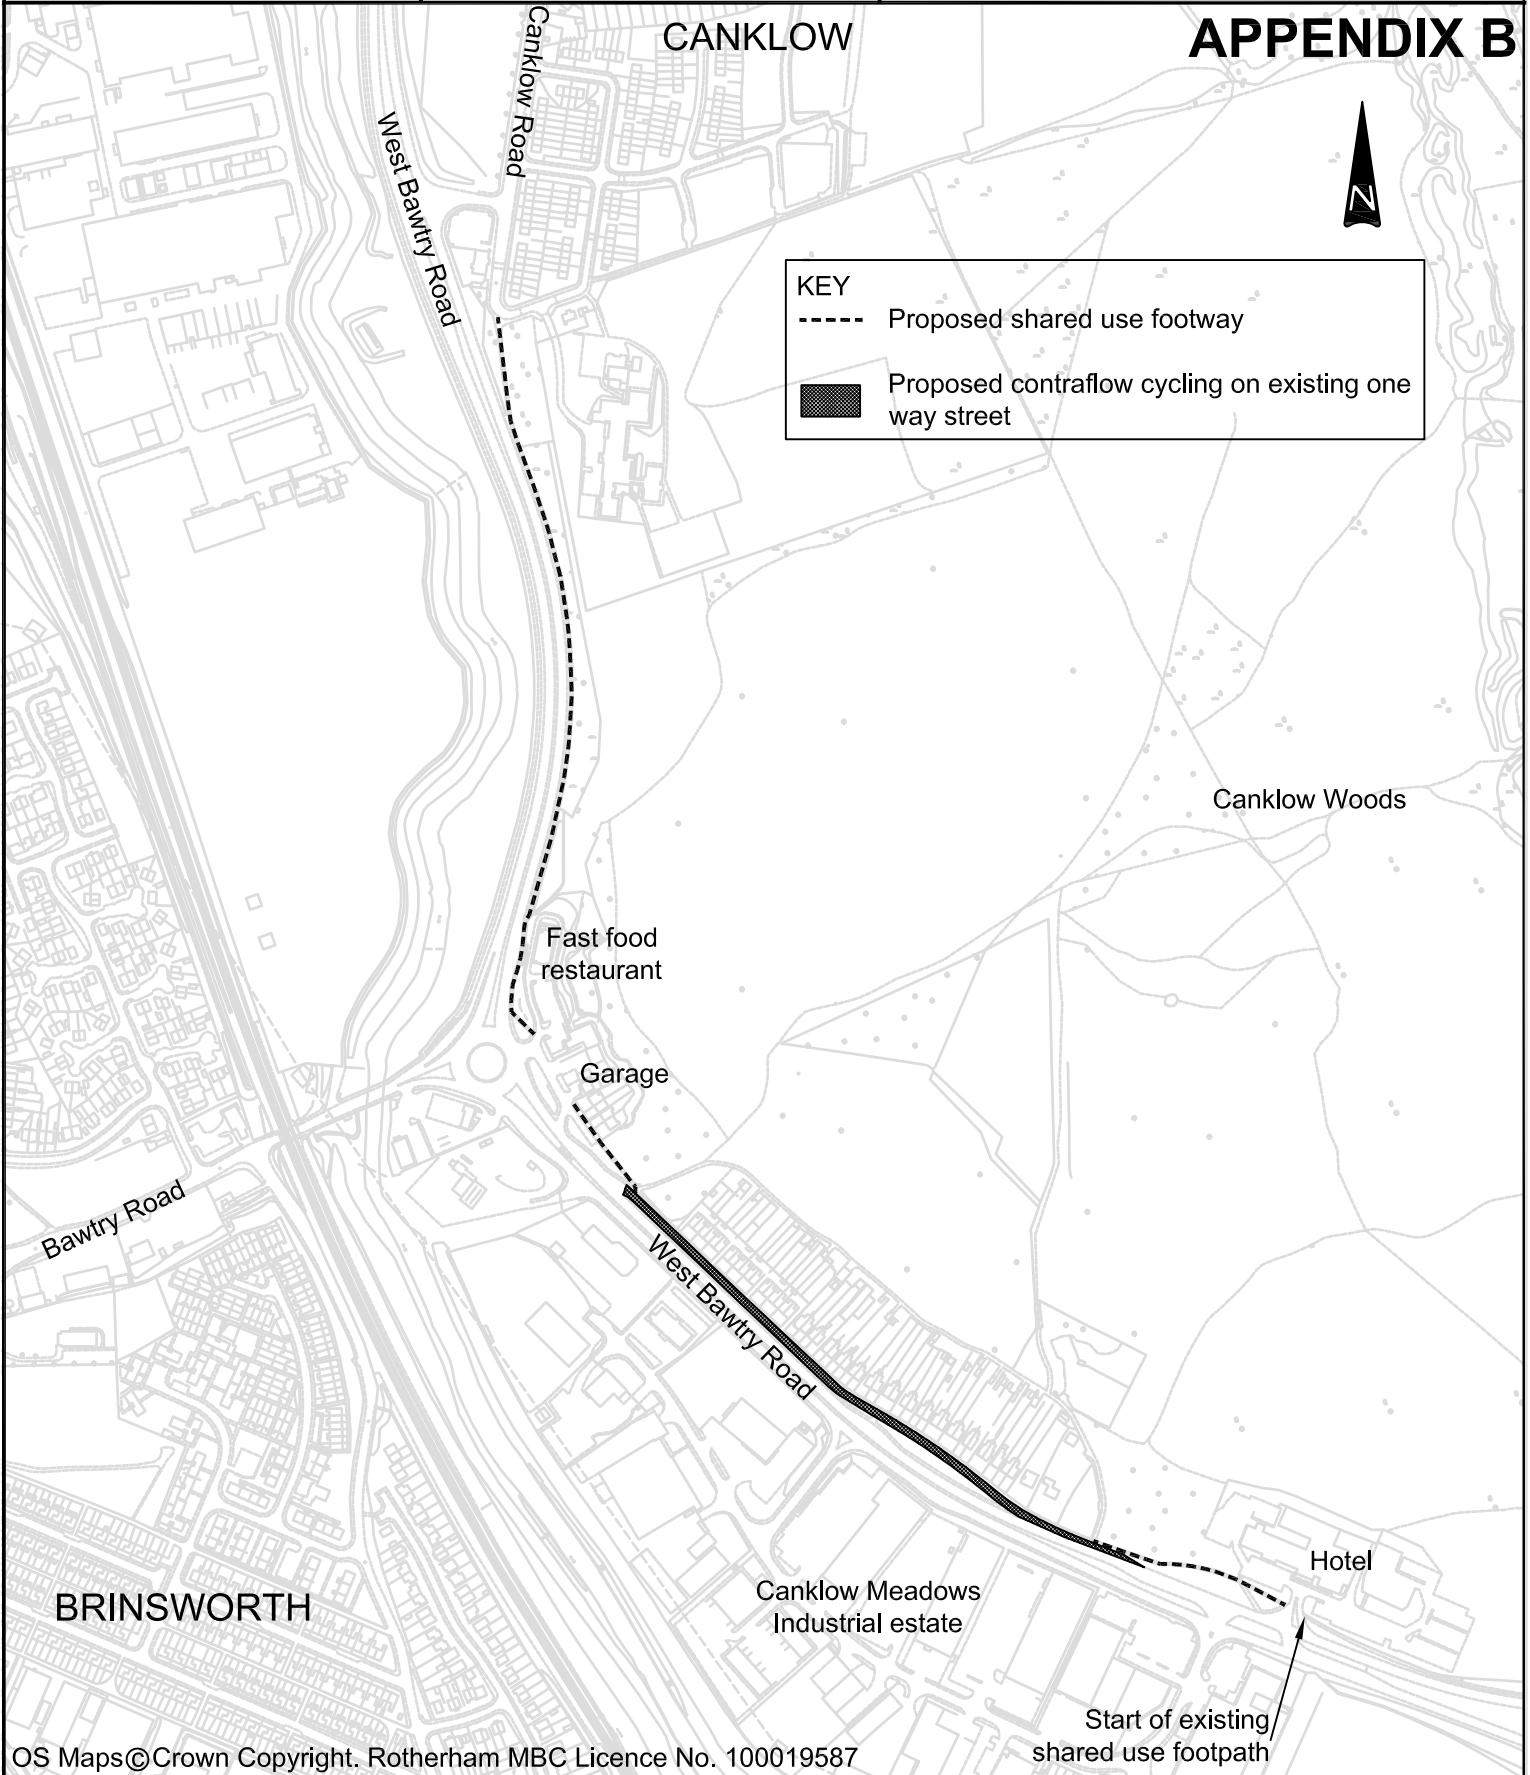 CANKLOW
APPENDIX B
Canklow Road
West Bawtry Road
N
KEY
Proposed shared use footway
Proposed contraflow cycling on existing one
way street
Canklow Woods
Fast food
restaurant
Garage
Bawtry Road
West Bawtry Road
Hotel
BRINSWORTH
Canklow Meadows
Industrial estate
Start of existing
shared use footpath
OS Maps©Crown Copyright. Rotherham MBC Licence No. 100019587